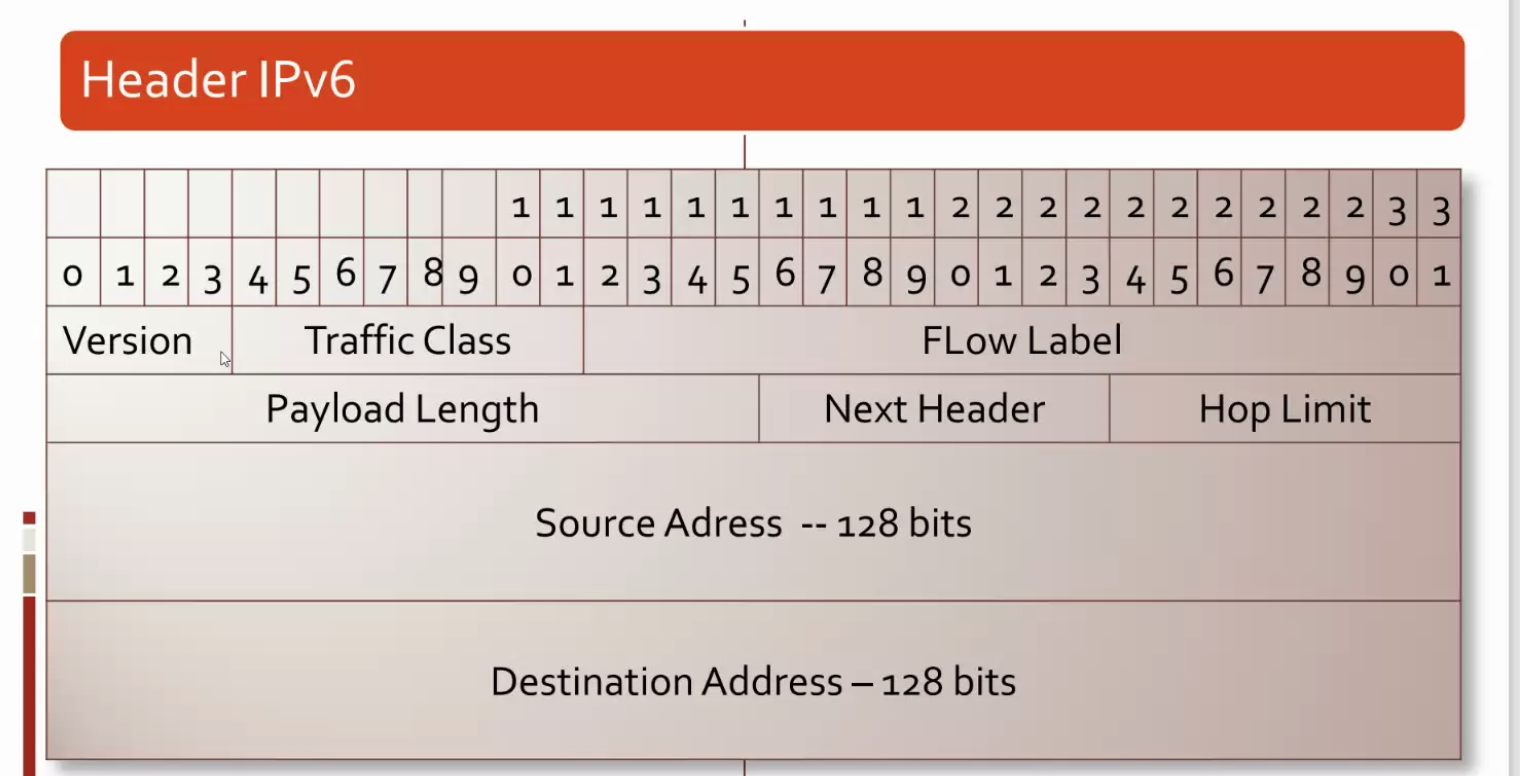 Header IPv6
1 1 1 1 1 1 1 1 1 1 2 2 2 2 2 2 2 2 2 2 3 3
0 1 2 3 4 5 6 7 8 9 0 1 2 3 4 5 6 7 8 9 0 1 2 3 4 5 6 7 8 9 0 1
Version Traffic Class FLow Label
Payload Length Next Header Hop Limit
Source Adress -- 128 bits
Destination Address – 128 bits